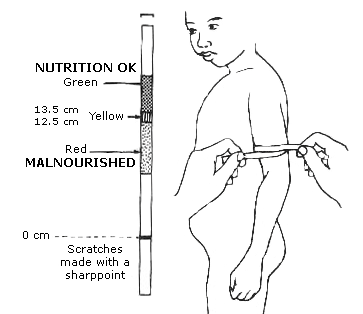 NUTRITION OK
Green
13.5 cm
12.5 cm
Yellow
Red
MALNOURISHED
0 cm
Scratches
made with a
sharppoint